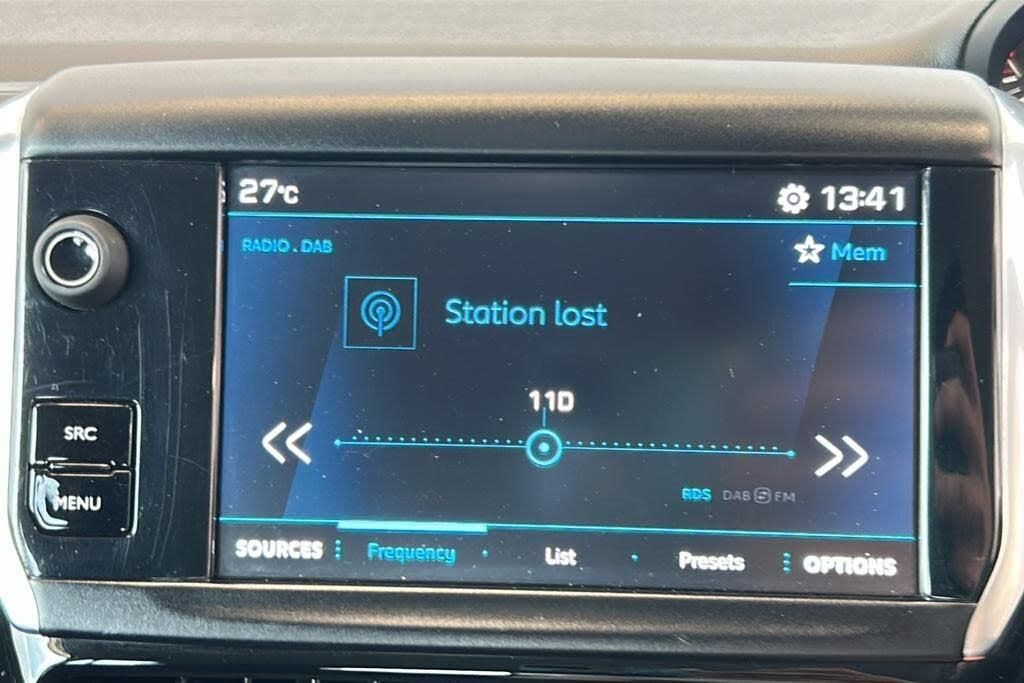 27°C
13:41
RADIO . DAB
Mem
Station lost
11D
SRC
MENU
RDS DAB S FM
SOURCES Frequency List Presets OPTIONS